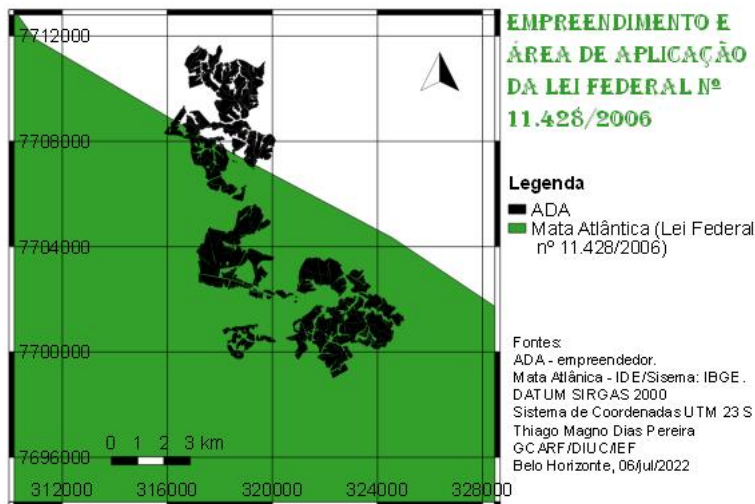 EMPREENDIMENTO E
ÁREA DE APLICAÇÃO
DA LEI FEDERAL Nº
11.428/2006
Legenda
ADA
Mata Atlântica (Lei Federal
nº 11.428/2006)
Fontes:
ADA - empreendedor.
Mata Atlânica - IDE/Sisema: IBGE.
DATUM SIRGAS 2000
Sistema de Coordenadas UTM 23 S
Thiago Magno Dias Pereira
GCARF/DIUC/IEF
Belo Horizonte, 06/jul/2022
7712000
7708000
7704000
7700000
7696000
0 1 2 3 km
312000 316000 320000 324000 328000